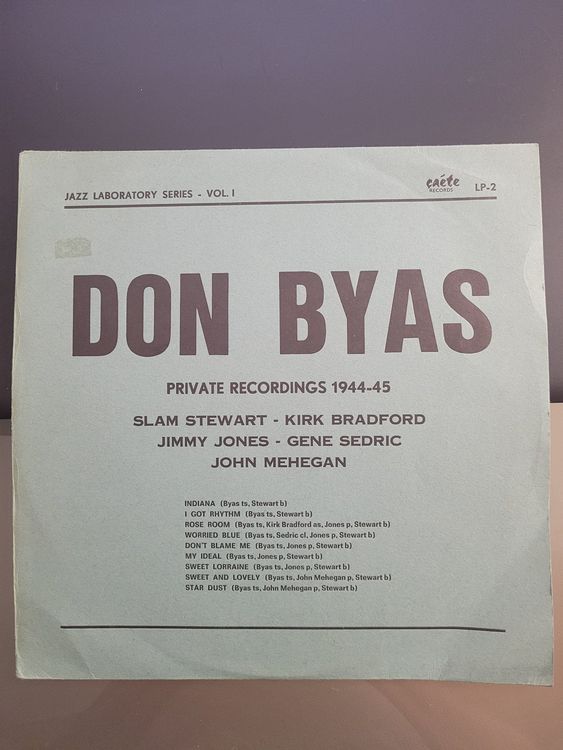 JAZZ LABORATORY SERIES - VOL. I
çaéte RECORDS LP-2
DON BYAS
PRIVATE RECORDINGS 1944-45
SLAM STEWART - KIRK BRADFORD
JIMMY JONES - GENE SEDRIC
JOHN MEHEGAN
INDIANA (Byas ts, Stewart b)
I GOT RHYTHM (Byas ts, Stewart b)
ROSE ROOM (Byas ts, Kirk Bradford as, Jones p, Stewart b)
WORRIED BLUE (Byas ts, Sedric cl, Jones p, Stewart b)
DON'T BLAME ME (Byas ts, Jones p, Stewart b)
MY IDEAL (Byas ts, Jones p, Stewart b)
SWEET LORRAINE (Byas ts, Jones p, Stewart b)
SWEET AND LOVELY (Byas ts, John Mehegan p, Stewart b)
STAR DUST (Byas ts, John Mehegan p, Stewart b)